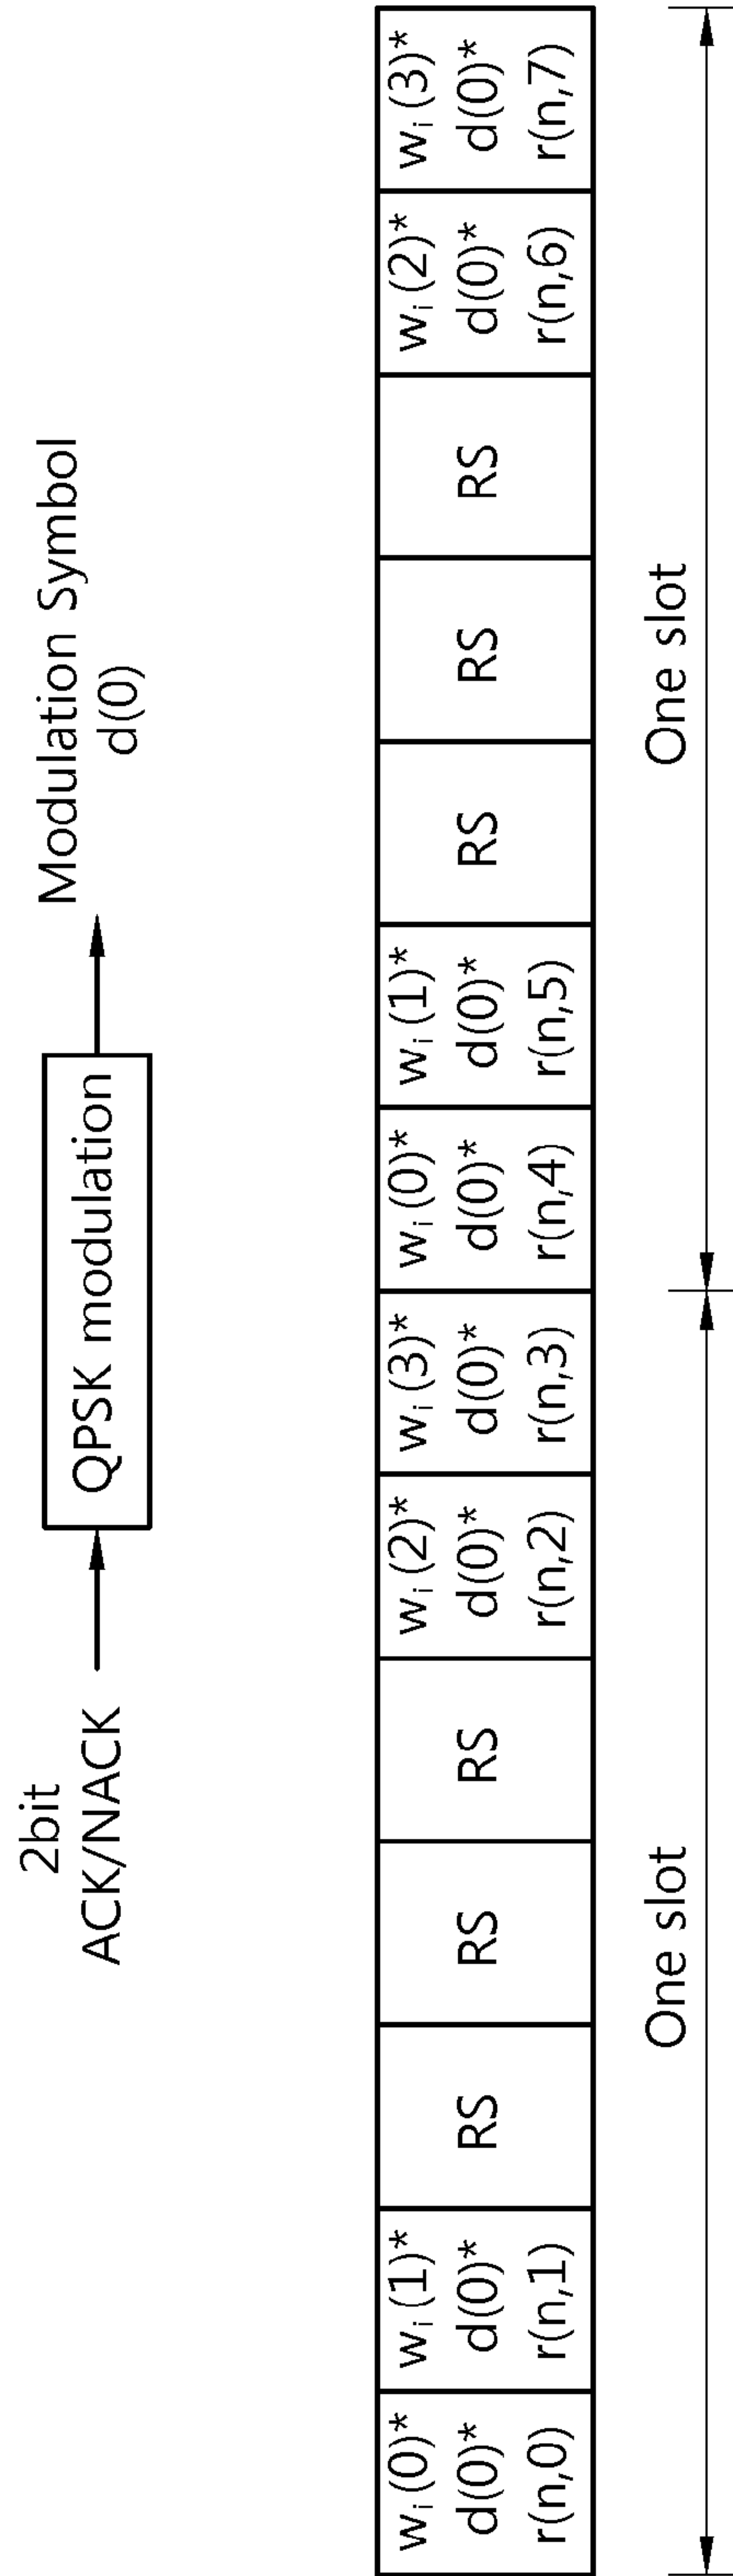 2bit
ACK/NACK
QPSK modulation
Modulation Symbol
d(0)
wᵢ(0)*
d(0)*
r(n,0)
wᵢ(1)*
d(0)*
r(n,1)
RS
RS
RS
wᵢ(2)*
d(0)*
r(n,2)
wᵢ(3)*
d(0)*
r(n,3)
wᵢ(0)*
d(0)*
r(n,4)
wᵢ(1)*
d(0)*
r(n,5)
RS
RS
RS
wᵢ(2)*
d(0)*
r(n,6)
wᵢ(3)*
d(0)*
r(n,7)
One slot
One slot